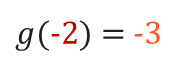 g(-2) = -3